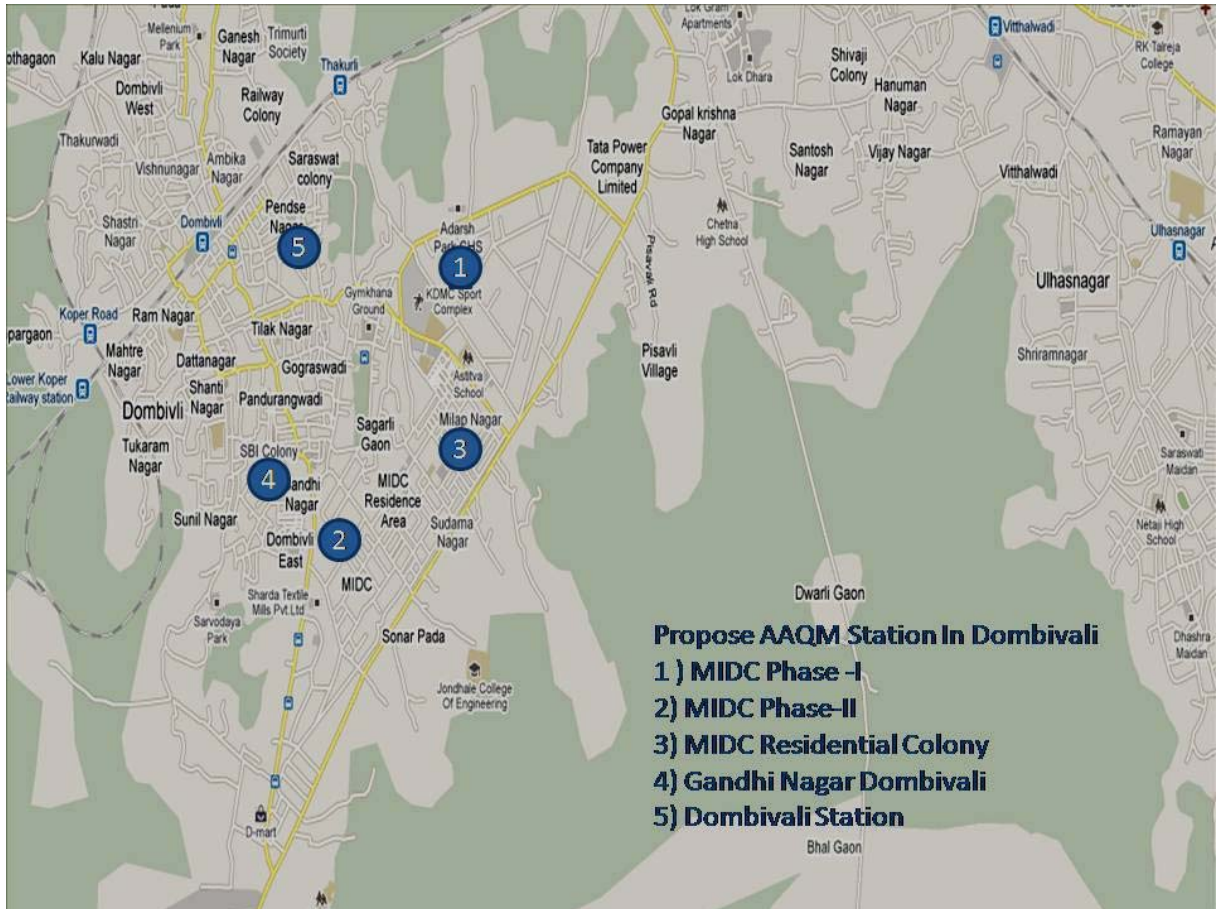 Mellenium
Park
Ganesh
Nagar
Trimurti
Society
Kalu Nagar
Dombivli
West
Railway
Colony
Thakurli
Thakurwadi
Vishnunagar
Ambika
Nagar
Saraswat
colony
Shastri
Nagar
Dombivli
Pendse
5
Koper Road
Ram Nagar
Mahtre
Nagar
Dattanagar
Tilak Nagar
Gymkhana
Ground
Adarsh
1
KDMC Sport
Complex
Lower Koper
Railway station
Shanti
Nagar
Gograswadi
Pandurangwadi
Astitva
School
Dombivli
Tukaram
Nagar
Sagarli
Gaon
Milap Nagar
3
SBI Colony
4
Nagar
MIDC
Residence
Area
Sunil Nagar
Dombivli
East
2
MIDC
Sudama
Nagar
Sharda Textile
Mills Pvt.Ltd
Sarvodaya
Park
Sonar Pada
Jondhale College
Of Engineering
D-mart
Lok Gram
Apartments
Lok Dhara
Shivaji
Colony
Hanuman
Nagar
Vitthalwadi
RK Talreja
College
Gopal krishna
Nagar
Tata Power
Company
Limited
Santosh
Nagar
Vijay Nagar
Vitthalwadi
Ramayan
Nagar
Chetna
High School
Pisavali Rd
Pisavli
Village
Ulhasnagar
Ulhasnagar
Shriramnagar
Saraswati
Maidan
Netaji High
School
Dhashra
Maidan
Dwarli Gaon
Propose AAQM Station In Dombivali
1 ) MIDC Phase -I
2) MIDC Phase-II
3) MIDC Residential Colony
4) Gandhi Nagar Dombivali
5) Dombivali Station
Bhal Gaon